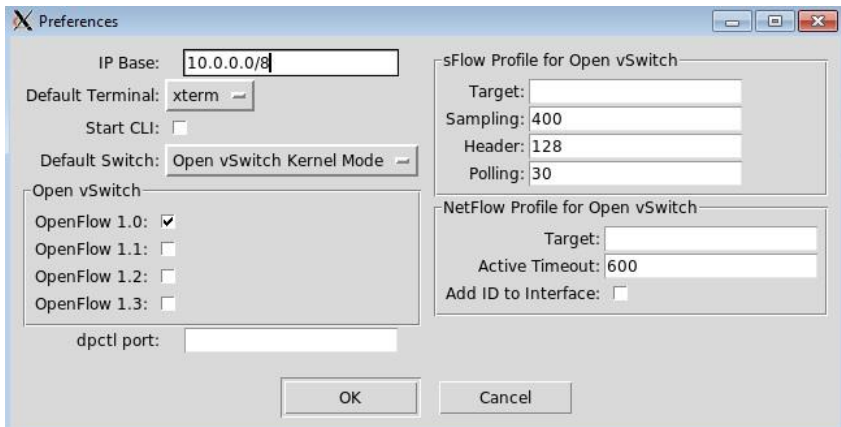 Preferences
IP Base: 10.0.0.0/8
Default Terminal: xterm
Start CLI:
Default Switch: Open vSwitch Kernel Mode
Open vSwitch
OpenFlow 1.0:
OpenFlow 1.1:
OpenFlow 1.2:
OpenFlow 1.3:
dpctl port:
sFlow Profile for Open vSwitch
Target:
Sampling: 400
Header: 128
Polling: 30
NetFlow Profile for Open vSwitch
Target:
Active Timeout: 600
Add ID to Interface:
OK
Cancel